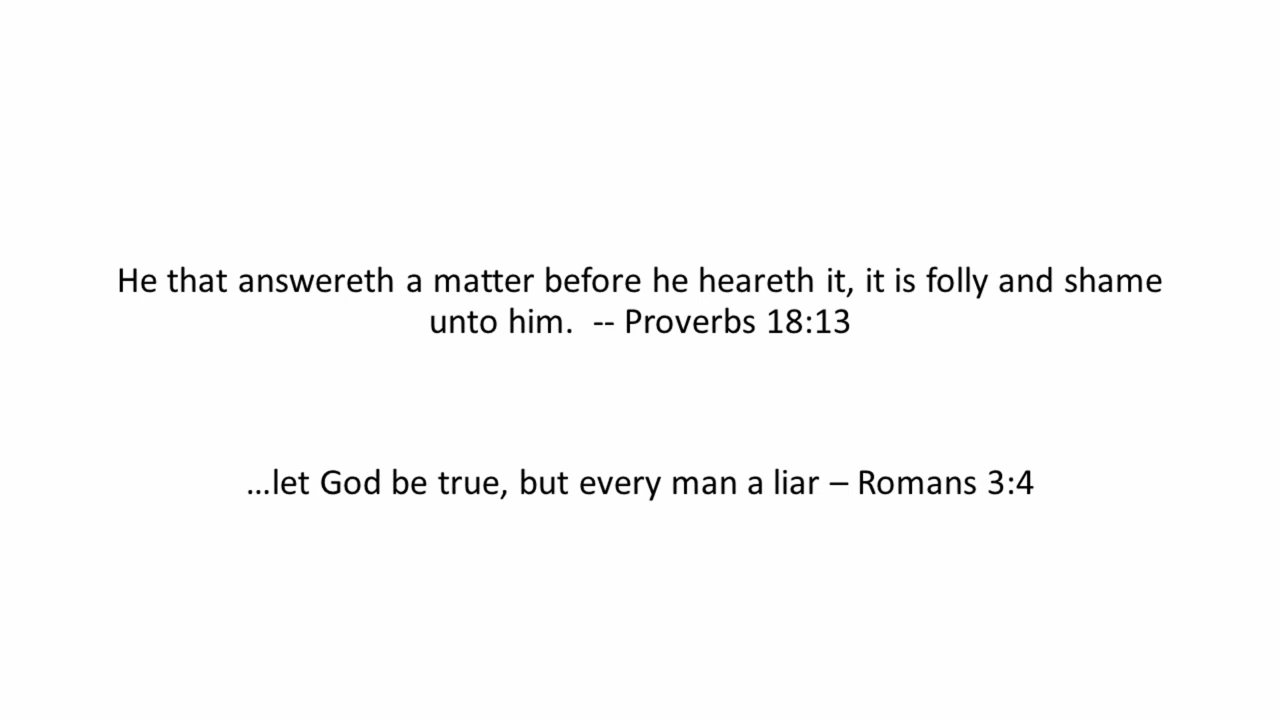 He that answereth a matter before he heareth it, it is folly and shame
unto him.  -- Proverbs 18:13
...let God be true, but every man a liar – Romans 3:4